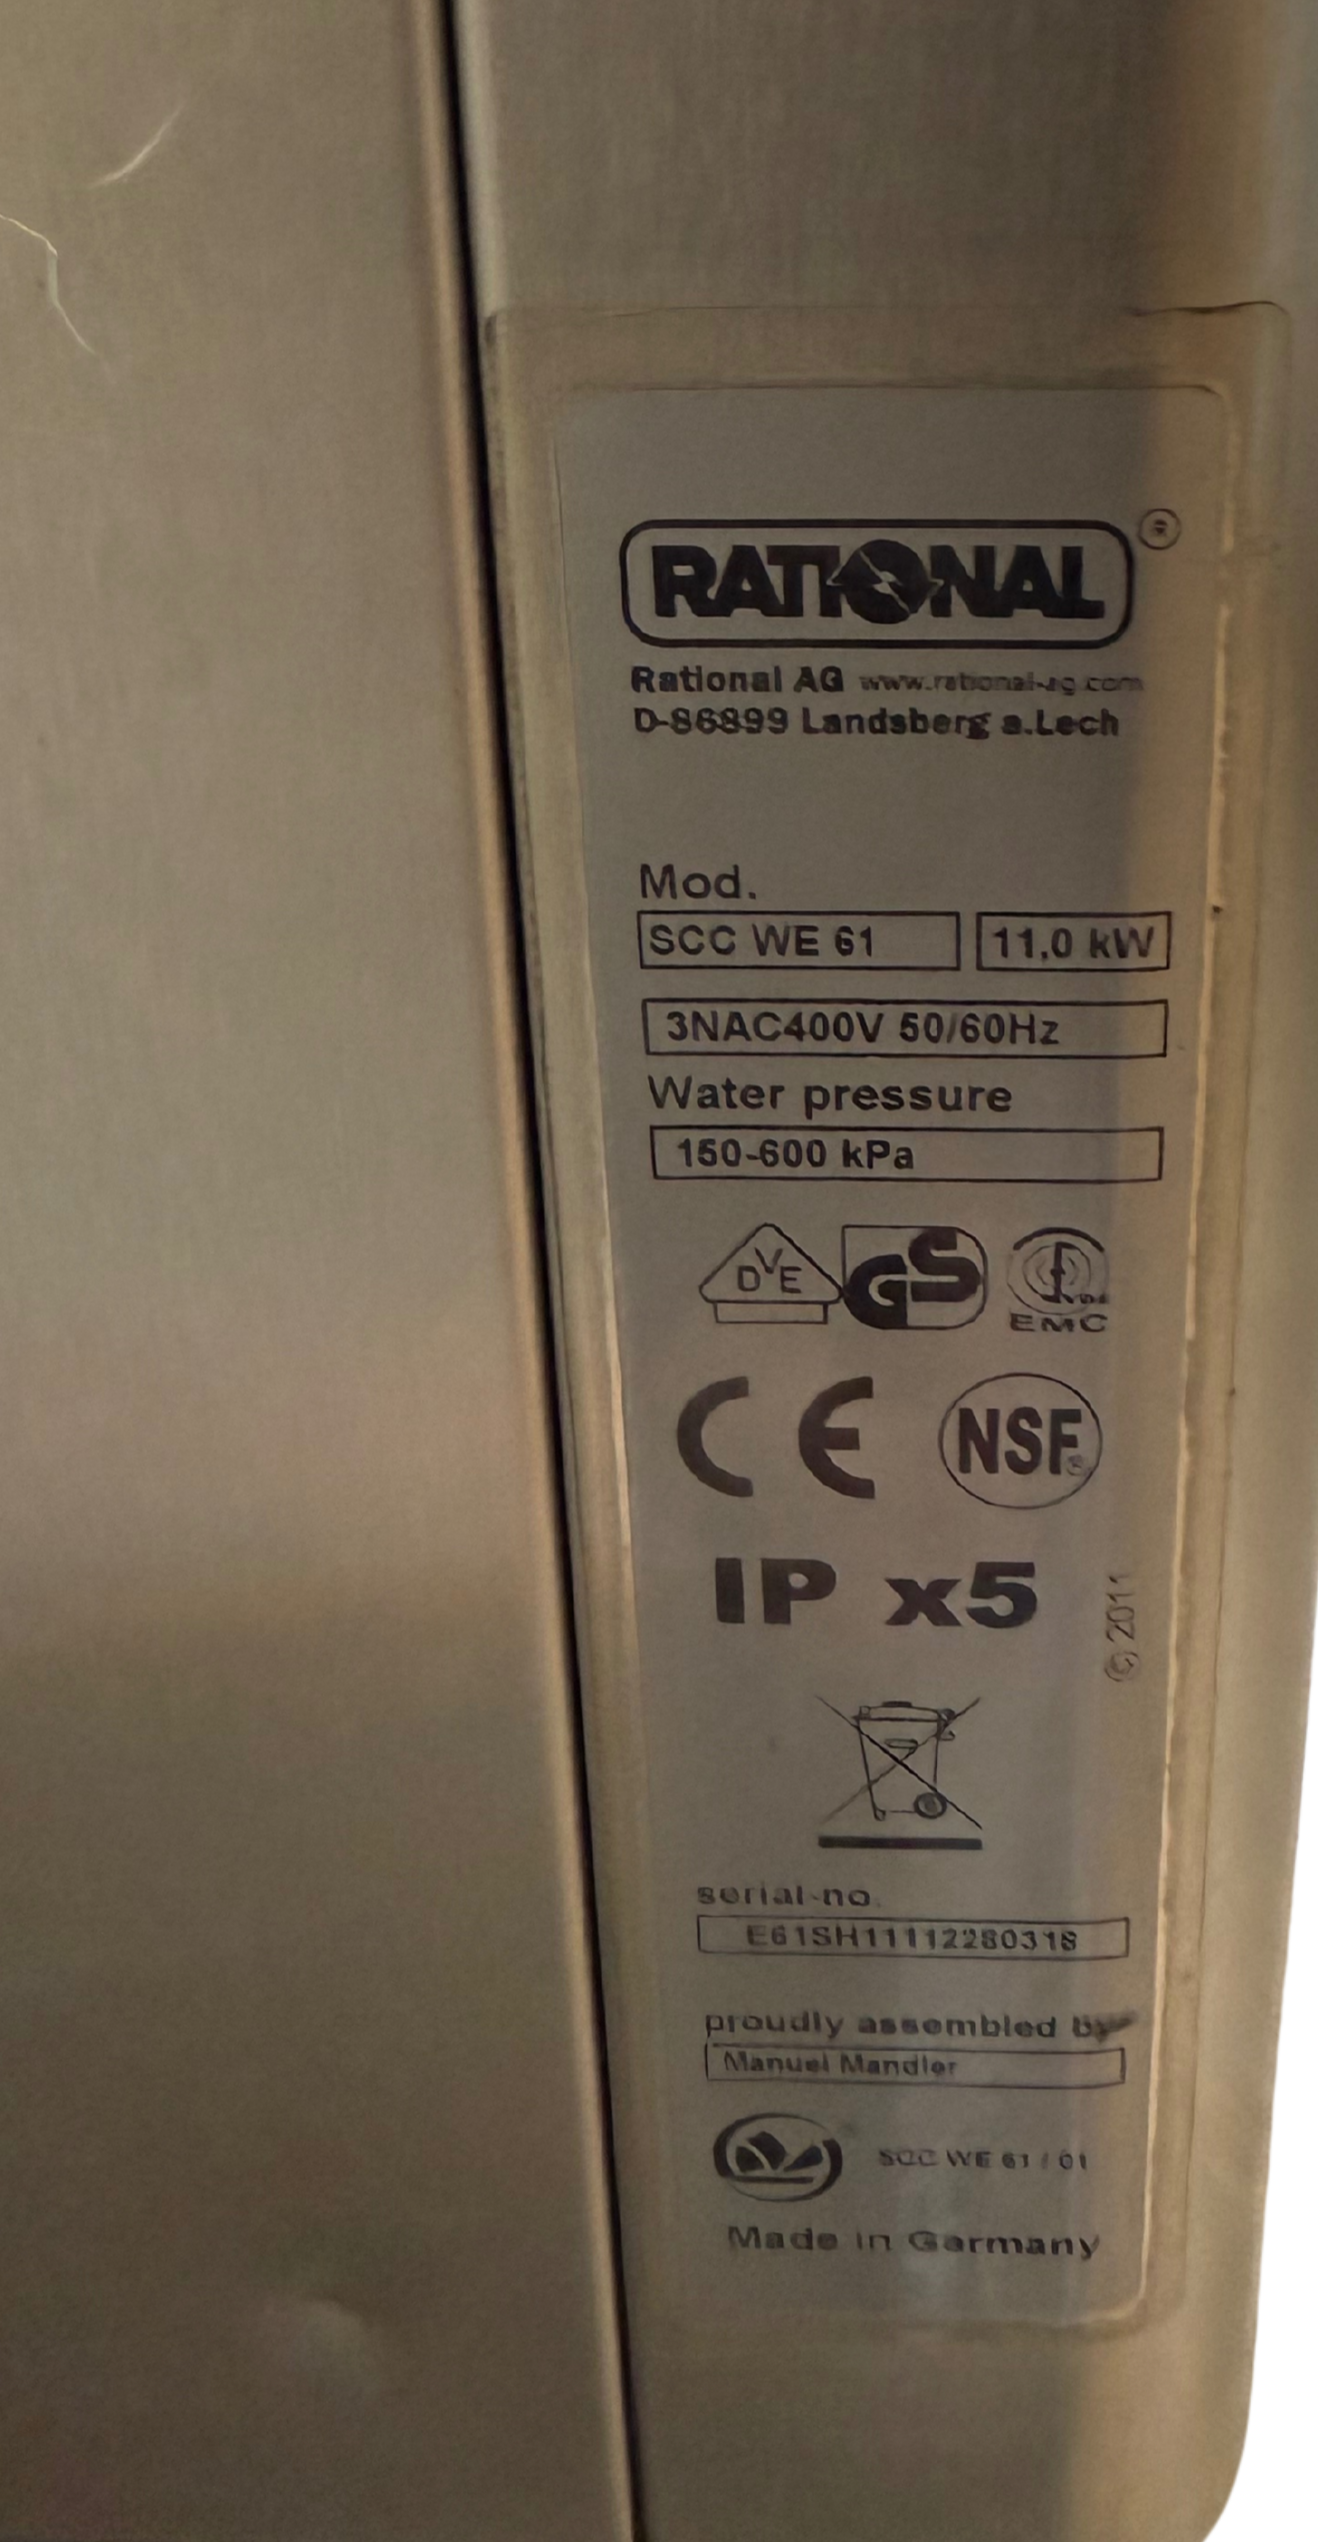 RATIONAL ®
Rational AG www.rational-ag.com
D-86899 Landsberg a.Lech
Mod.
SCC WE 61 11,0 kW
3NAC400V 50/60Hz
Water pressure
150-600 kPa
DVE GS VDE
EMC
CE NSF®
IP x5
© 2011
serial-no.
E61SH11112280318
proudly assembled by
Manuel Mandler
SCC WE 61 / 01
Made in Germany